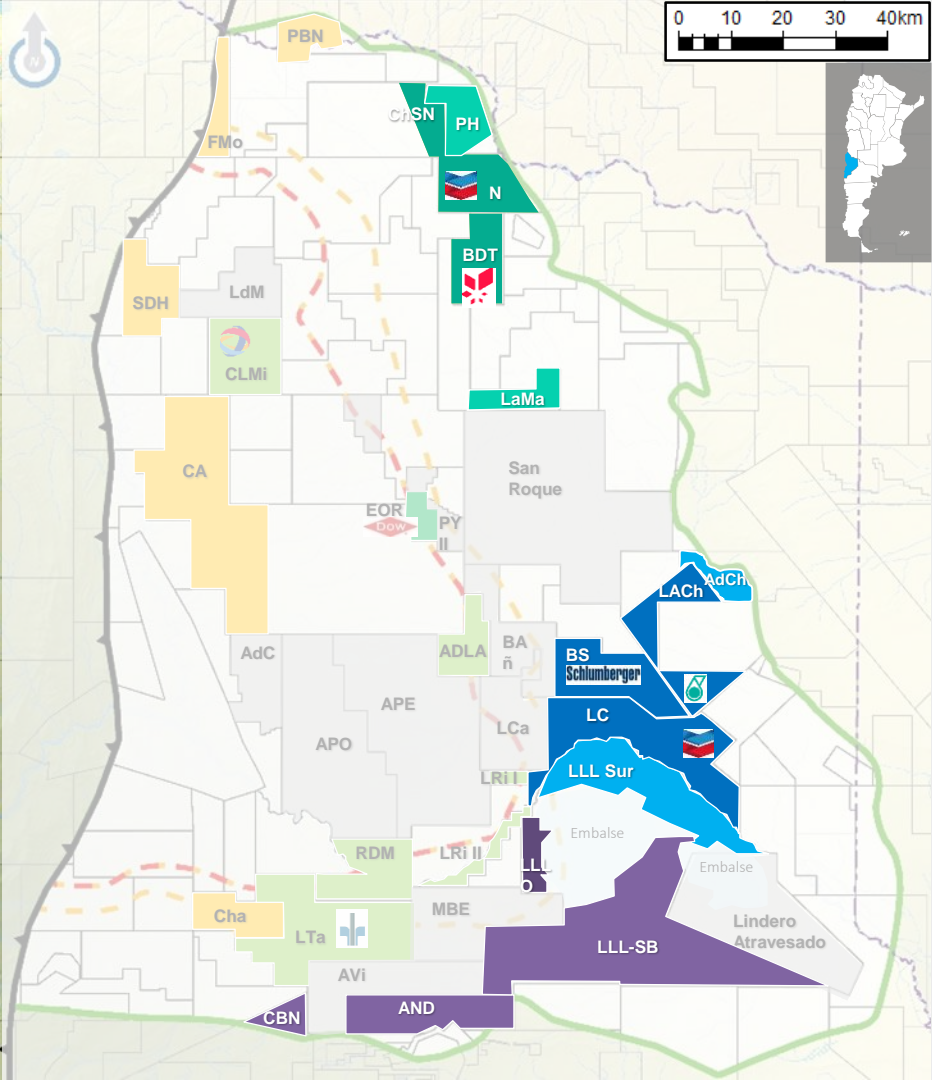 0 10 20 30 40km
N
PBN
ChSN
PH
FMo
N
BDT
LdM
SDH
CLMi
LaMa
CA
San
Roque
EOR
Dow
PY
II
AdCh
LACh
ADLA
BA
ñ
AdC
BS
Schlumberger
APE
LC
LCa
APO
LLL Sur
LRi I
Embalse
RDM
LRi II
Embalse
LLL
O
MBE
Cha
Lindero
Atravesado
LTa
LLL-SB
AVi
AND
CBN